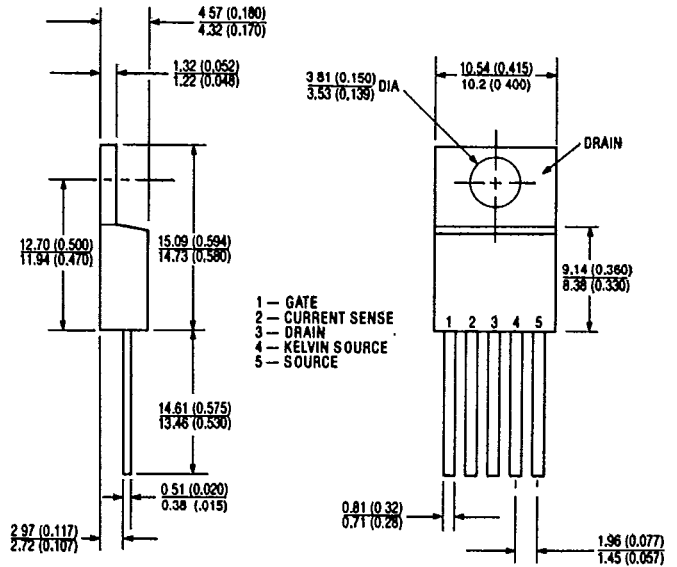 4.57 (0.180)
4.32 (0.170)
1.32 (0.052)
1.22 (0.048)
3 81 (0.150)
3.53 (0.139)
DIA
10.54 (0.415)
10.2 (0 400)
DRAIN
12.70 (0.500)
11.94 (0.470)
15.09 (0.594)
14.73 (0.580)
9.14 (0.360)
8.38 (0.330)
1 — GATE
2 — CURRENT SENSE
3 — DRAIN
4 — KELVIN SOURCE
5 — SOURCE
1 2 3 4 5
14.61 (0.575)
13.46 (0.530)
0 51 (0.020)
0.38 (.015)
0.81 (0 32)
0.71 (0.28)
2 97 (0.117)
2.72 (0.107)
1.96 (0.077)
1.45 (0.057)